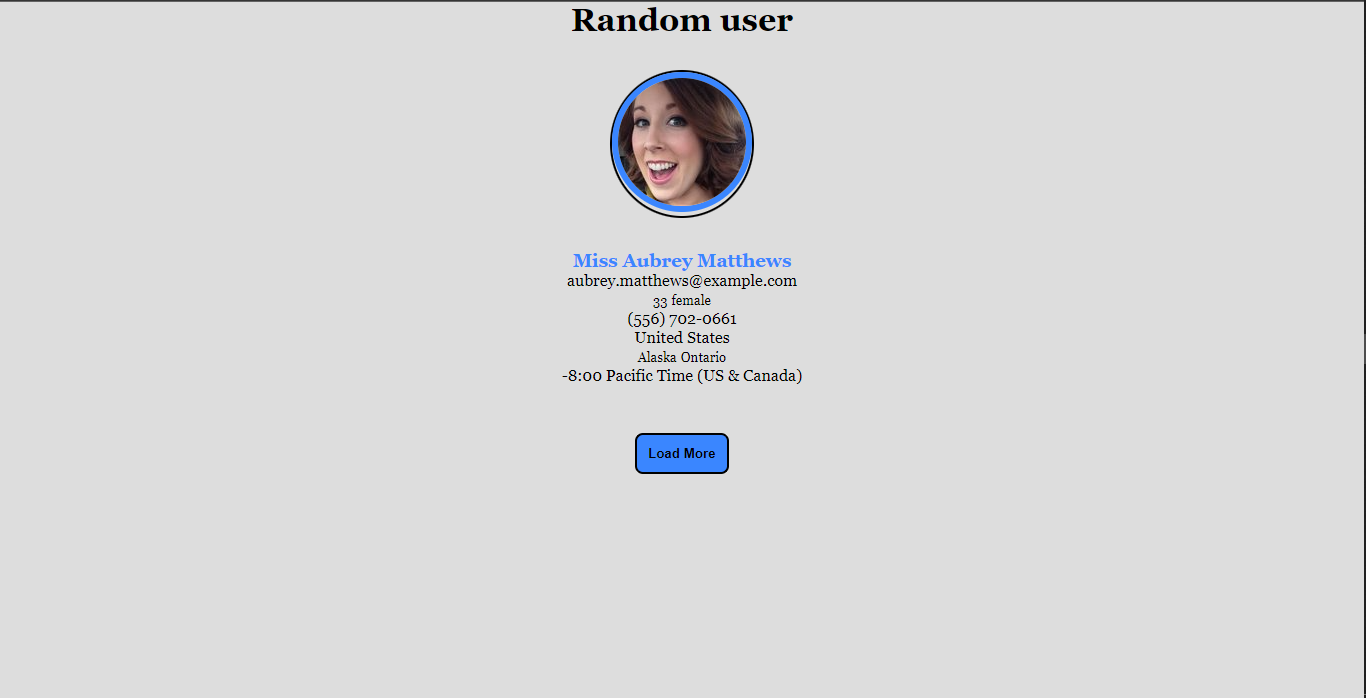 Random user
Miss Aubrey Matthews
aubrey.matthews@example.com
33 female
(556) 702-0661
United States
Alaska Ontario
-8:00 Pacific Time (US & Canada)
Load More